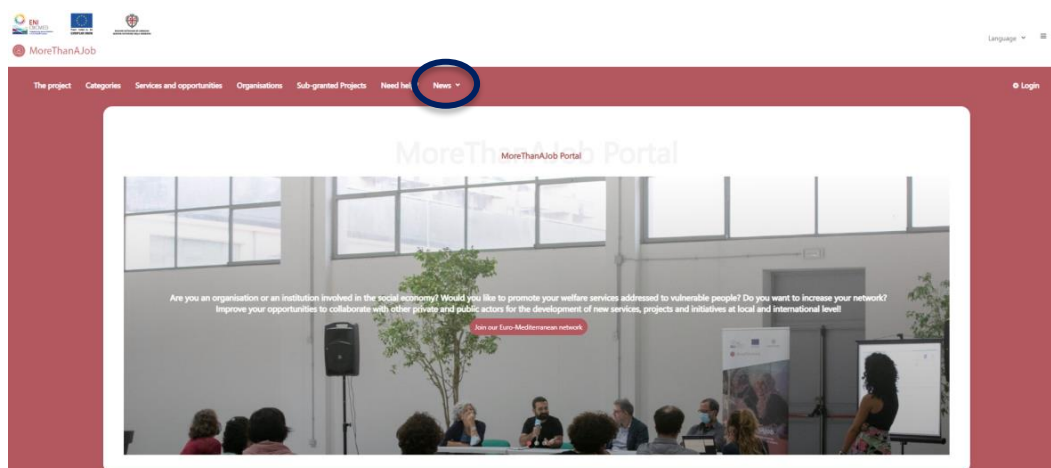 ENI
CBCMED
MoreThanAJob
Language
The project Categories Services and opportunities Organisations Sub-granted Projects Need hel News
Login
MoreThanAJob Portal
MoreThanAJob Portal
Are you an organisation or an institution involved in the social economy? Would you like to promote your welfare services addressed to vulnerable people? Do you want to increase your network?
Improve your opportunities to collaborate with other private and public actors for the development of new services, projects and initiatives at local and international level!
Join our Euro-Mediterranean network